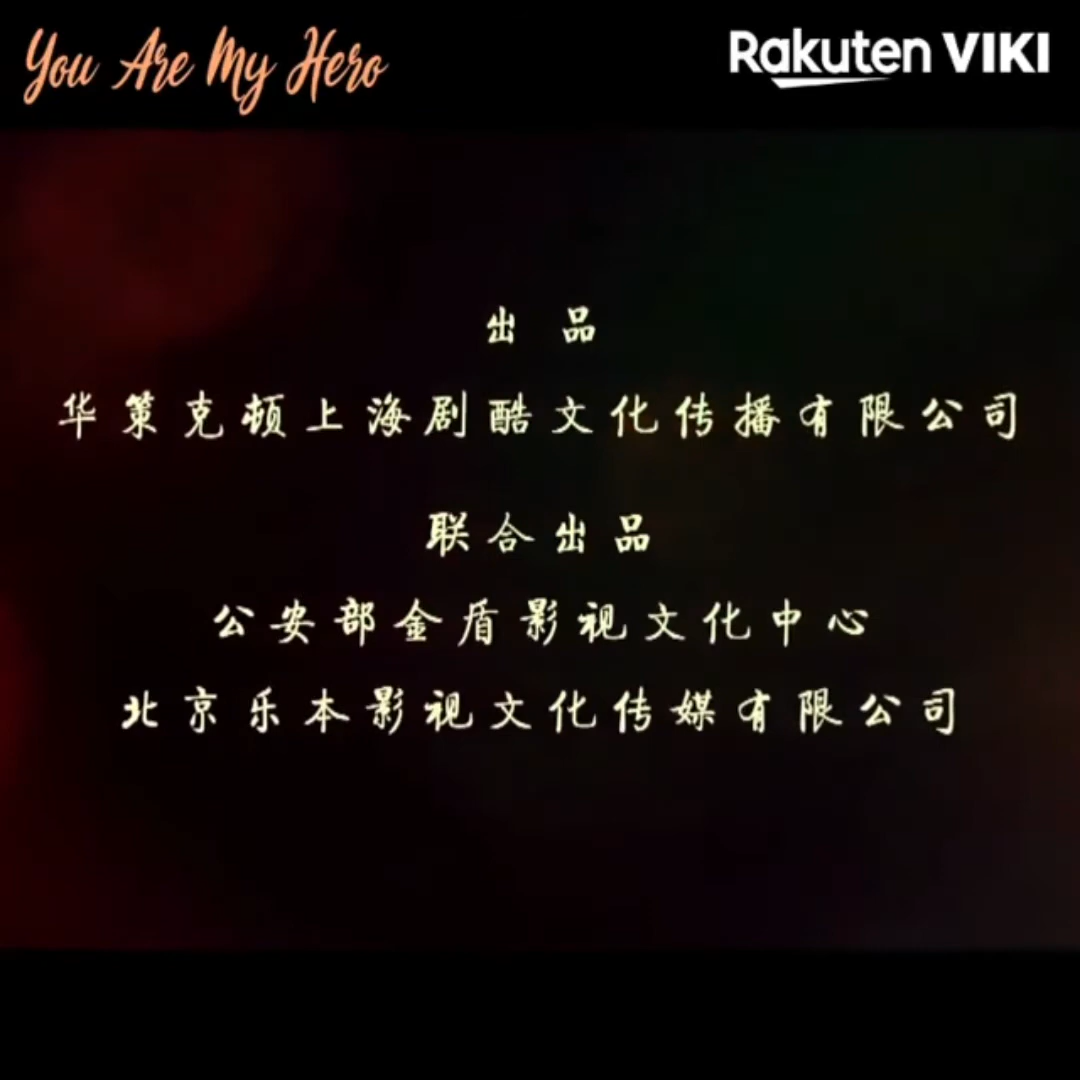 You Are My Hero
Rakuten VIKI
出品
华策克顿上海剧酷文化传播有限公司
联合出品
公安部金盾影视文化中心
北京乐本影视文化传媒有限公司